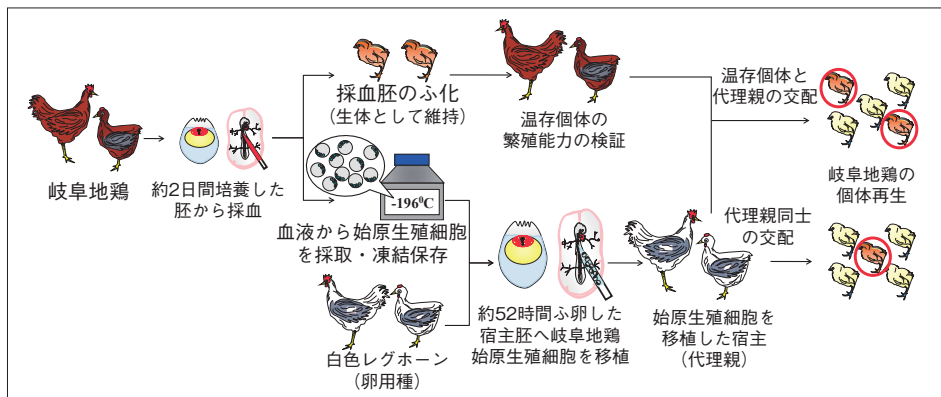 岐阜地鶏
約2日間培養した
胚から採血
採血胚のふ化
(生体として維持)
温存個体の
繁殖能力の検証
-196⁰C
血液から始原生殖細胞
を採取・凍結保存
白色レグホーン
(卵用種)
約52時間ふ卵した
宿主胚へ岐阜地鶏
始原生殖細胞を移植
始原生殖細胞を
移植した宿主
(代理親)
温存個体と
代理親の交配
岐阜地鶏の
個体再生
代理親同士
の交配